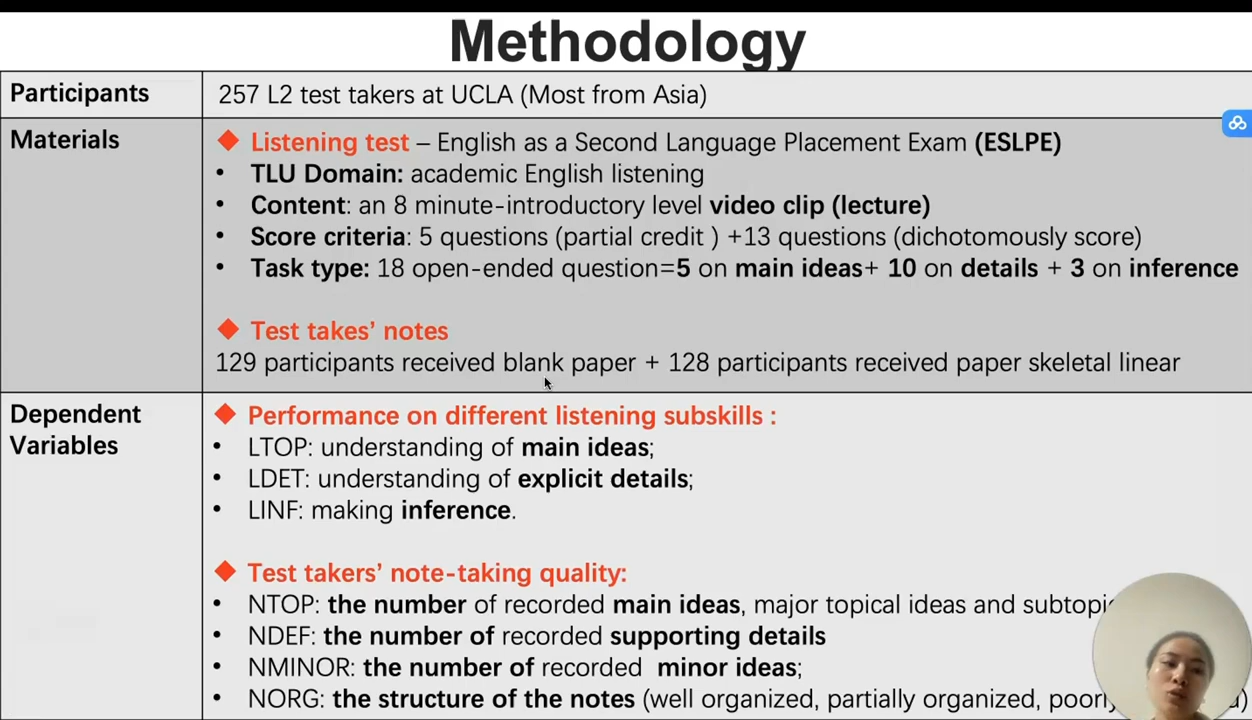 Methodology
Participants
257 L2 test takers at UCLA (Most from Asia)
Materials
◆ Listening test – English as a Second Language Placement Exam (ESLPE)
• TLU Domain: academic English listening
• Content: an 8 minute-introductory level video clip (lecture)
• Score criteria: 5 questions (partial credit ) +13 questions (dichotomously score)
• Task type: 18 open-ended question=5 on main ideas+ 10 on details + 3 on inference
◆ Test takes’ notes
129 participants received blank paper + 128 participants received paper skeletal linear
Dependent
Variables
◆ Performance on different listening subskills :
• LTOP: understanding of main ideas;
• LDET: understanding of explicit details;
• LINF: making inference.
◆ Test takers’ note-taking quality:
• NTOP: the number of recorded main ideas, major topical ideas and
• NDEF: the number of recorded supporting details
• NMINOR: the number of recorded minor ideas;
• NORG: the structure of the notes (well organized, partially organized,